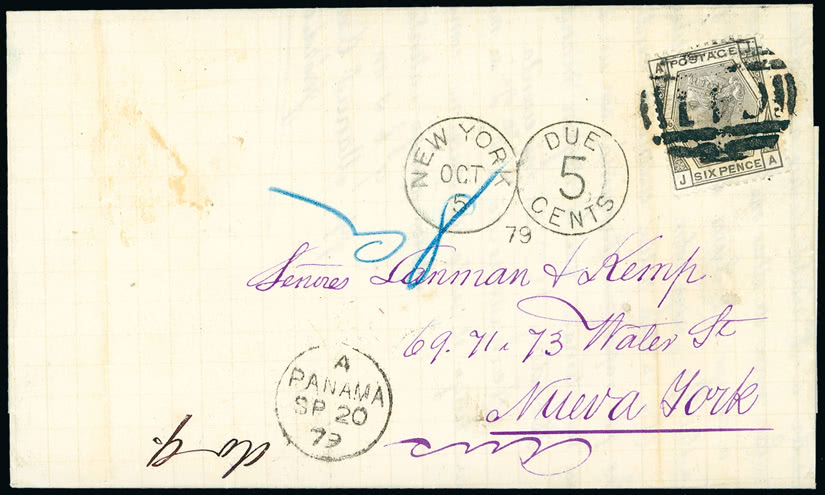 A POSTAGE J
SIX PENCE
J A
NEW YORK
OCT
5
79
DUE
5
CENTS
Señores Lanman & Kemp
69. 71 & 73 Water St
Nueva York
A
PANAMA
SP 20
79